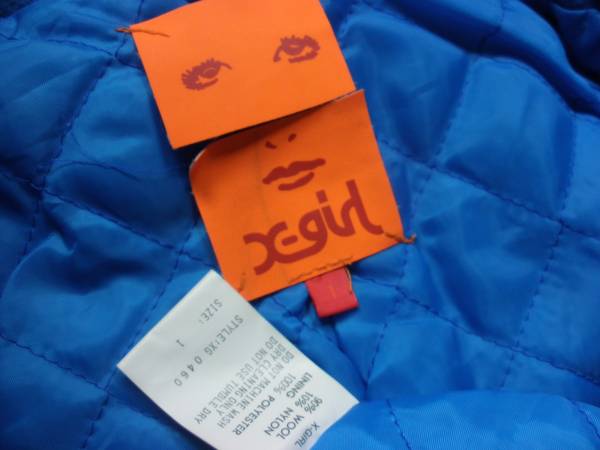 X-girl
1
X-GIRL
90% WOOL
10% NYLON
LINING
100% POLYESTER
DRY CLEANING ONLY
DO NOT MACHINE WASH
DO NOT USE TUMBLE DRY
STYLE:XG 0460
SIZE: 1